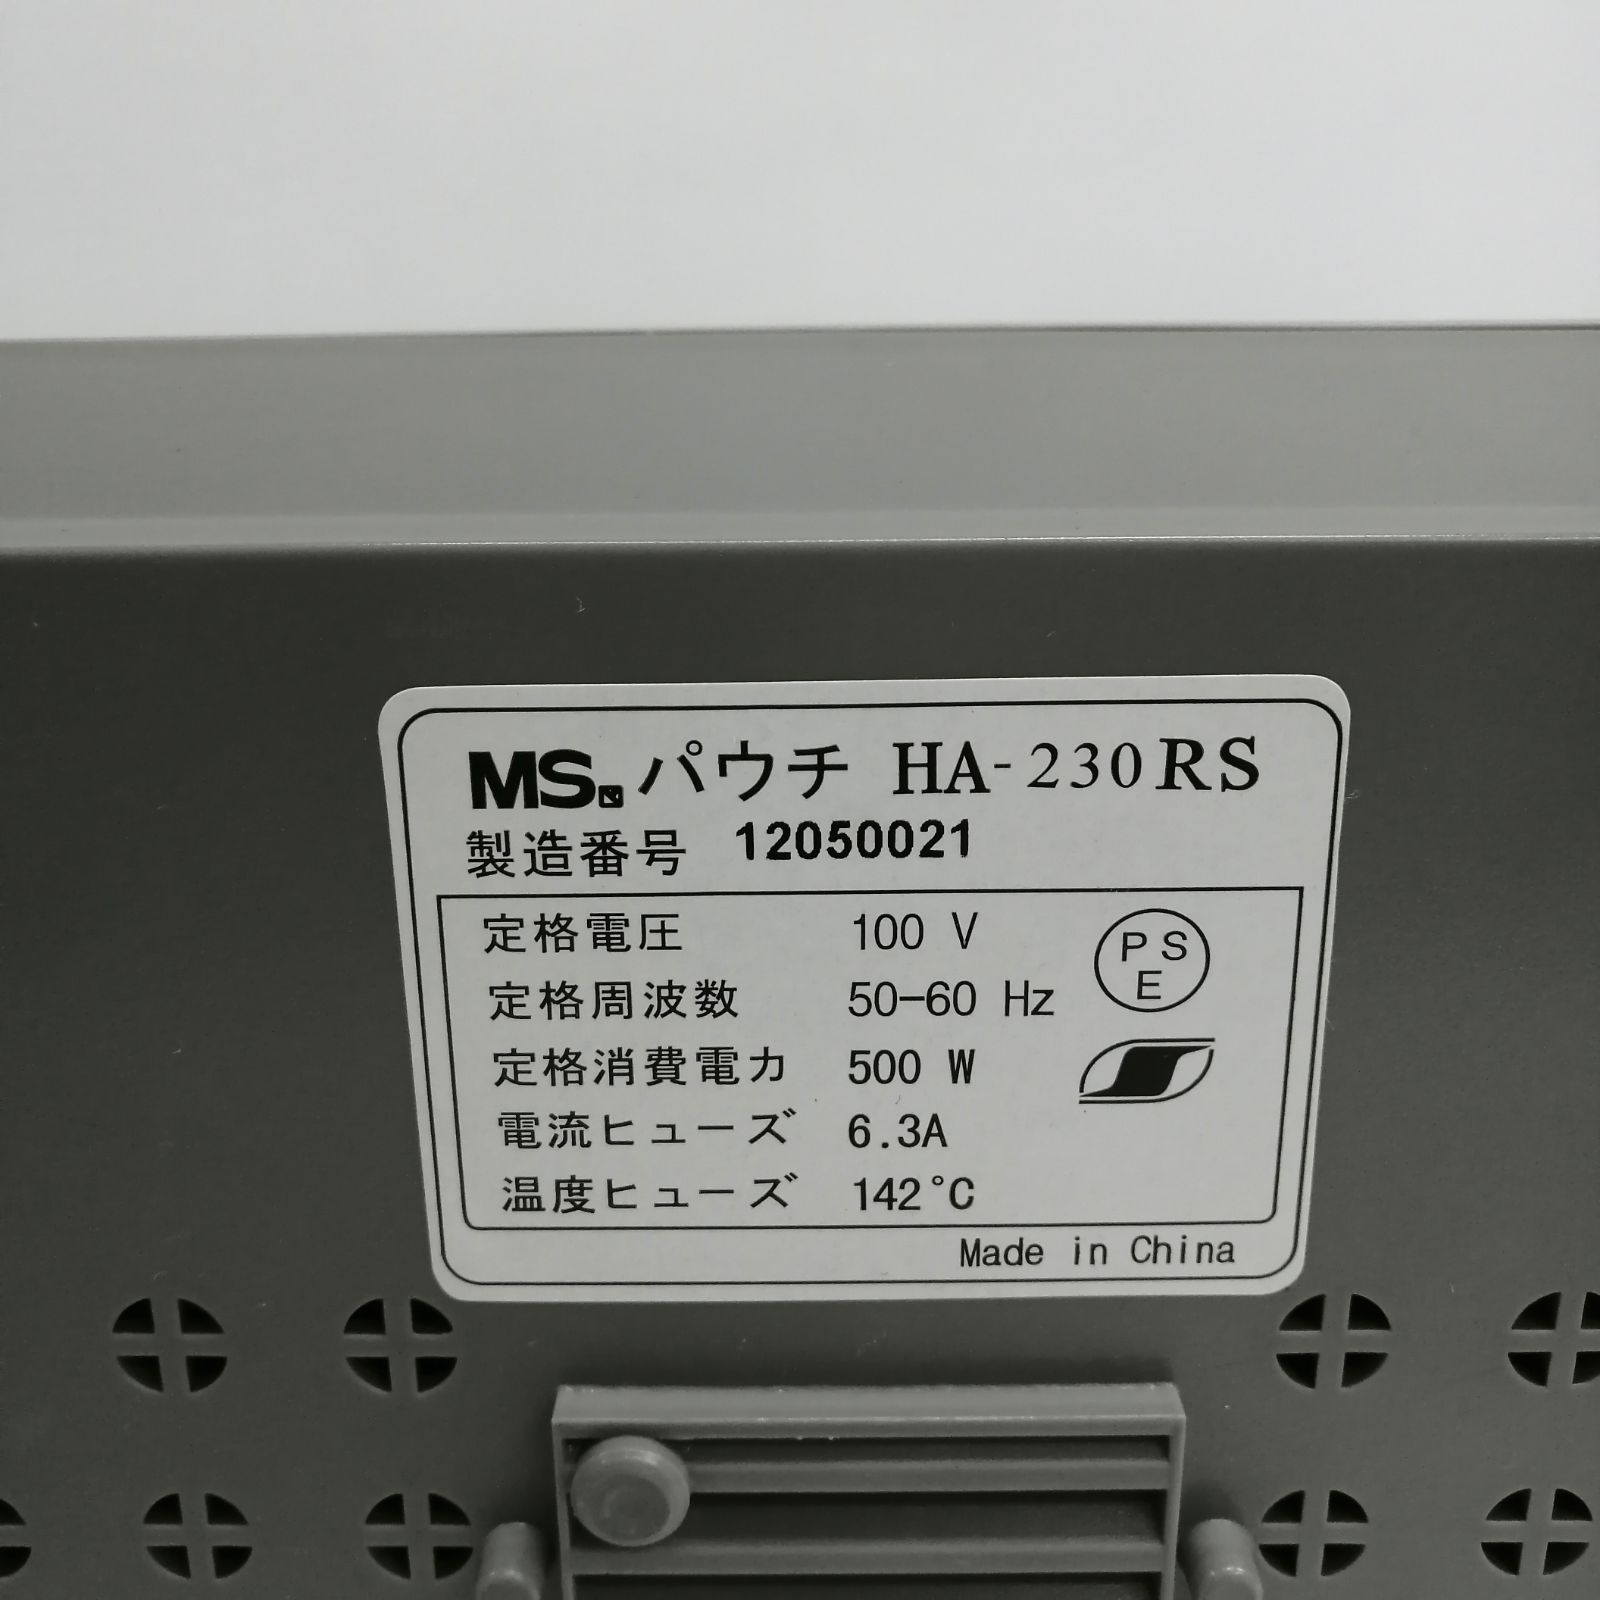 MS. パウチ HA-230RS
製造番号 12050021
定格電圧 100 V
定格周波数 50-60 Hz
定格消費電力 500 W
電流ヒューズ 6.3A
温度ヒューズ 142°C
PS
E
Made in China